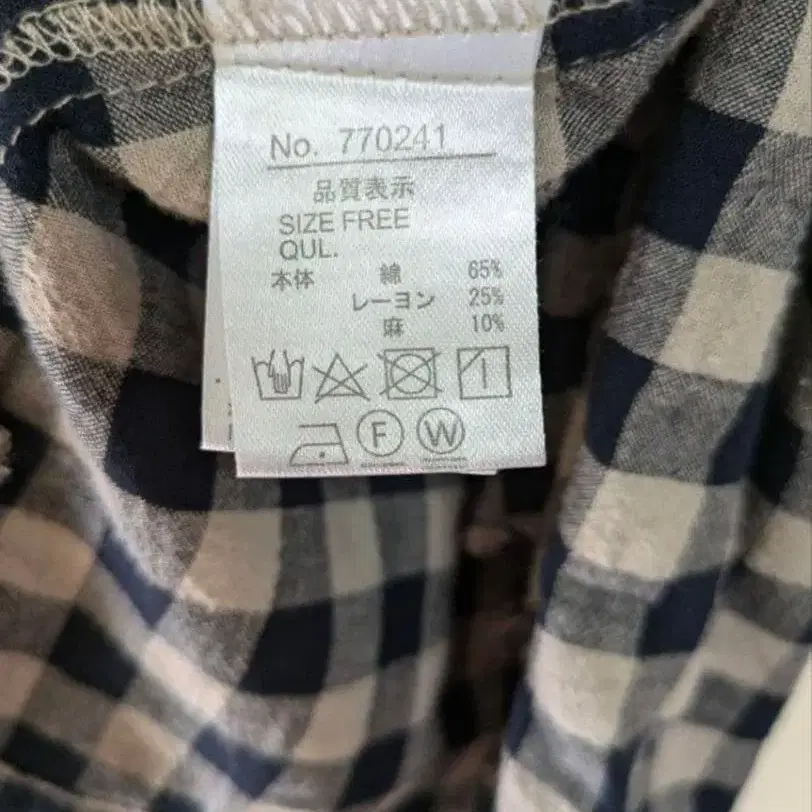 No. 770241
品質表示
SIZE FREE
QUL.
本体 綿 65%
レーヨン 25%
麻 10%
F W